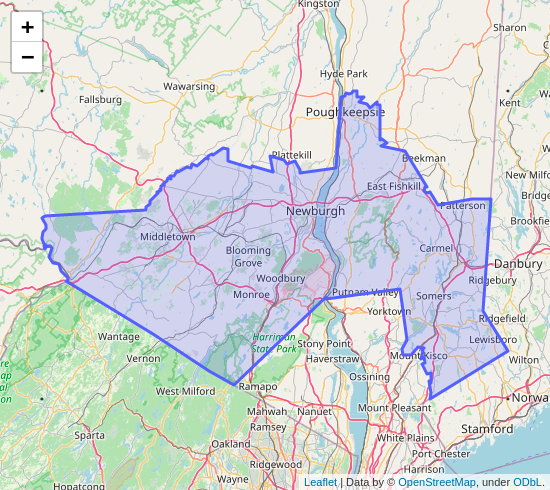 Kingston
+
−
Sharon
Hyde Park
Wawarsing
Fallsburg
Kent
Poughkeepsie
Plattekill
Beekman
New Milfo
East Fishkill
Patterson
Newburgh
Brookfie
Middletown
Carmel
Blooming
Grove
Danbury
Woodbury
Ridgebury
Monroe
Putnam Valley
Somers
Yorktown
Ridgefield
Wantage
Harriman
State Park
Stony Point
Lewisboro
Vernon
Haverstraw
Mount Kisco
Wilton
Ossining
West Milford
Ramapo
Norwa
Mahwah
Nanuet
Mount Pleasant
Ramsey
Stamford
Sparta
Oakland
White Plains
Port Chester
Ridgewood
Harrison
Wayne
Hopatcong
Leaflet | Data by © OpenStreetMap, under ODbL.